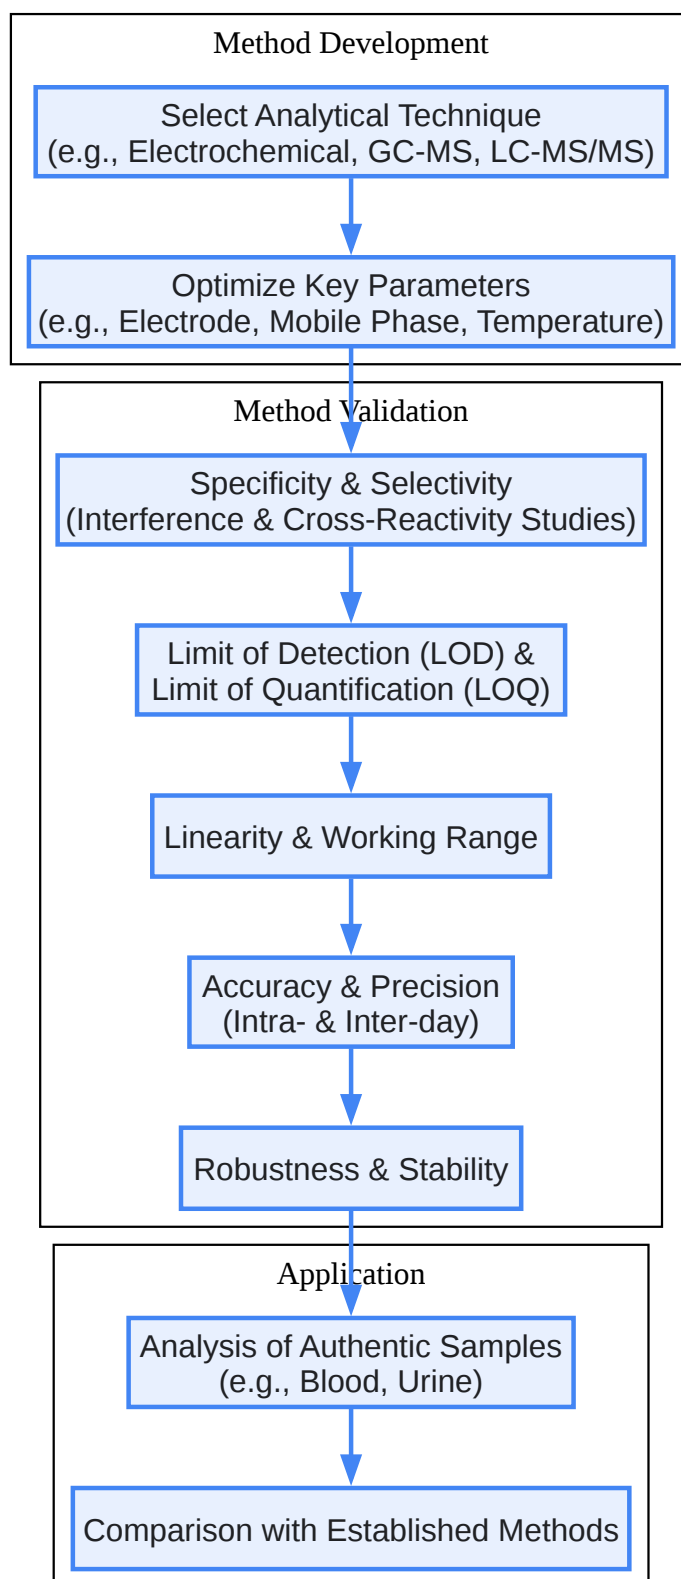 Method Development
Select Analytical Technique
(e.g., Electrochemical, GC-MS, LC-MS/MS)
Optimize Key Parameters
(e.g., Electrode, Mobile Phase, Temperature)
Method Validation
Specificity & Selectivity
(Interference & Cross-Reactivity Studies)
Limit of Detection (LOD) &
Limit of Quantification (LOQ)
Linearity & Working Range
Accuracy & Precision
(Intra- & Inter-day)
Robustness & Stability
Application
Analysis of Authentic Samples
(e.g., Blood, Urine)
Comparison with Established Methods